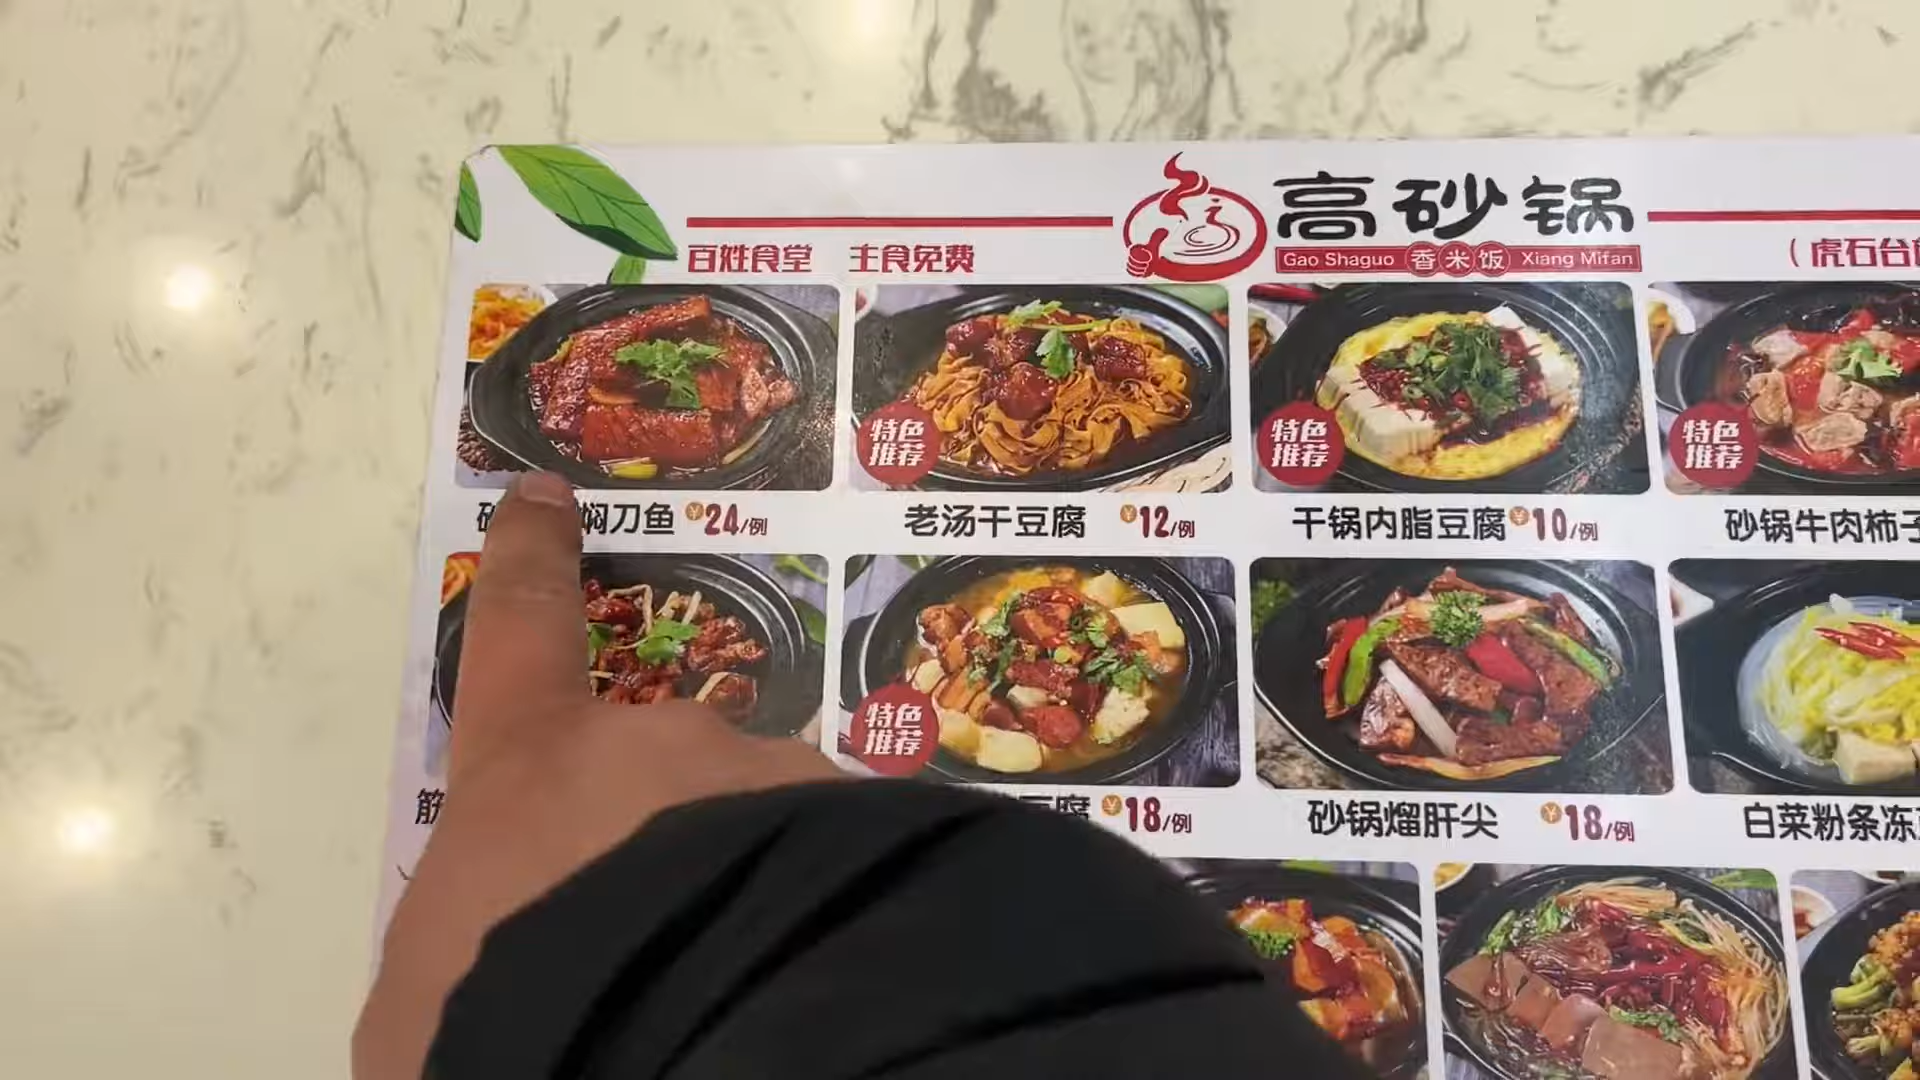 高砂锅
Gao Shaguo 香米饭 Xiang Mifan
百姓食堂 主食免费
(虎石台
特色
推荐
特色
推荐
特色
推荐
焖刀鱼 ¥24/例
老汤干豆腐 ¥12/例
干锅内脂豆腐 ¥10/例
砂锅牛肉柿子
特色
推荐
筋
豆腐 ¥18/例
砂锅熘肝尖 ¥18/例
白菜粉条冻